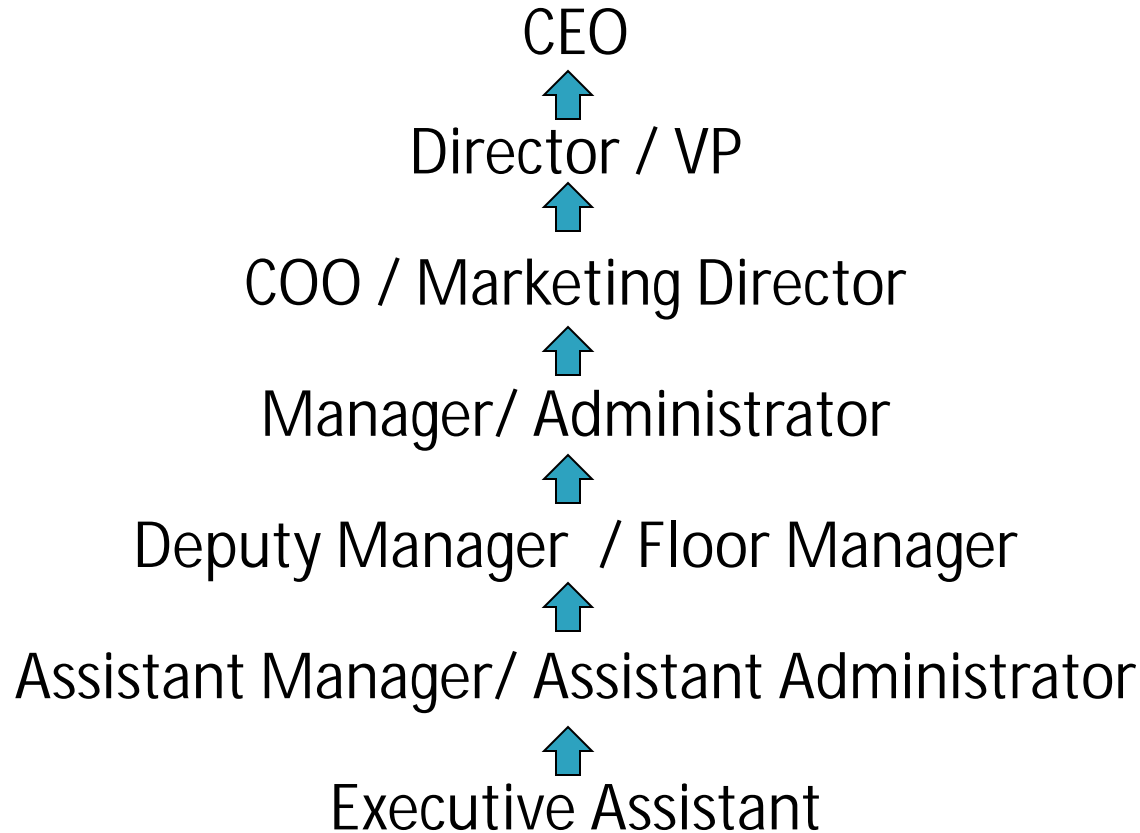 CEO
Director / VP
COO / Marketing Director
Manager/ Administrator
Deputy Manager / Floor Manager
Assistant Manager/ Assistant Administrator
Executive Assistant